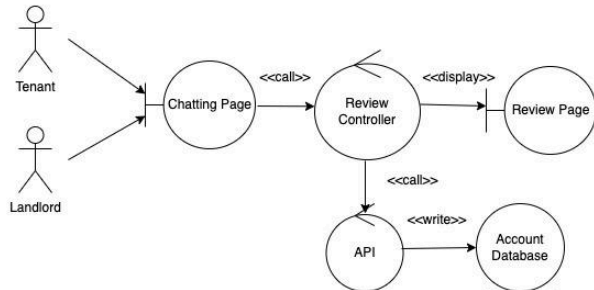 Tenant
Landlord
Chatting Page
<<call>>
Review
Controller
<<display>>
Review Page
<<call>>
API
<<write>>
Account
Database